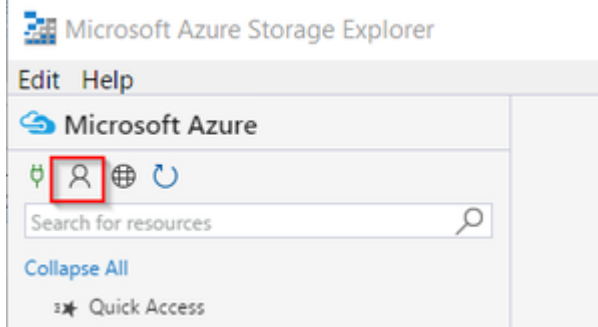 Microsoft Azure Storage Explorer
Edit Help
Microsoft Azure
Search for resources
Collapse All
Quick Access